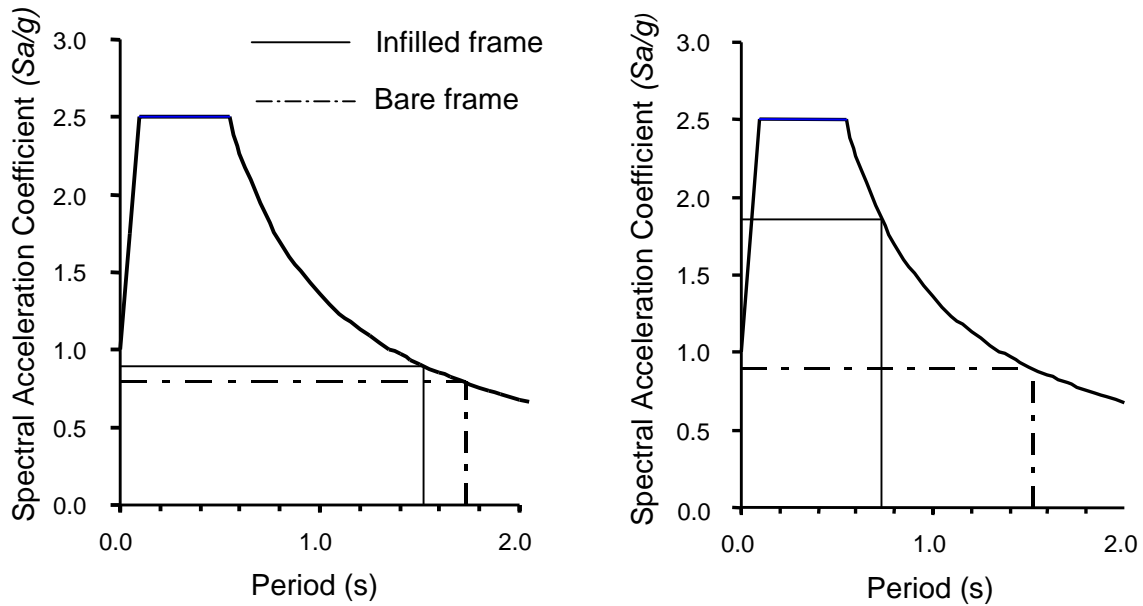 Spectral Acceleration Coefficient (Sa/g)
3.0
2.5
2.0
1.5
1.0
0.5
0.0
0.0 1.0 2.0
Period (s)
Infilled frame
Bare frame
Spectral Acceleration Coefficient (Sa/g)
3.0
2.5
2.0
1.5
1.0
0.5
0.0
0.0 1.0 2.0
Period (s)